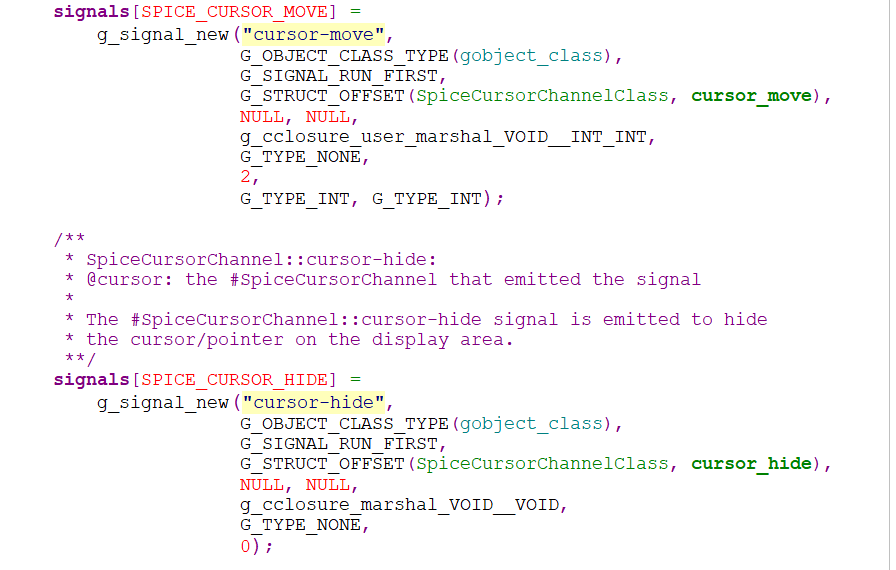 signals[SPICE_CURSOR_MOVE] =
    g_signal_new("cursor-move",
                 G_OBJECT_CLASS_TYPE(gobject_class),
                 G_SIGNAL_RUN_FIRST,
                 G_STRUCT_OFFSET(SpiceCursorChannelClass, cursor_move),
                 NULL, NULL,
                 g_cclosure_user_marshal_VOID__INT_INT,
                 G_TYPE_NONE,
                 2,
                 G_TYPE_INT, G_TYPE_INT);

/**
 * SpiceCursorChannel::cursor-hide:
 * @cursor: the #SpiceCursorChannel that emitted the signal
 *
 * The #SpiceCursorChannel::cursor-hide signal is emitted to hide
 * the cursor/pointer on the display area.
 **/
signals[SPICE_CURSOR_HIDE] =
    g_signal_new("cursor-hide",
                 G_OBJECT_CLASS_TYPE(gobject_class),
                 G_SIGNAL_RUN_FIRST,
                 G_STRUCT_OFFSET(SpiceCursorChannelClass, cursor_hide),
                 NULL, NULL,
                 g_cclosure_marshal_VOID__VOID,
                 G_TYPE_NONE,
                 0);